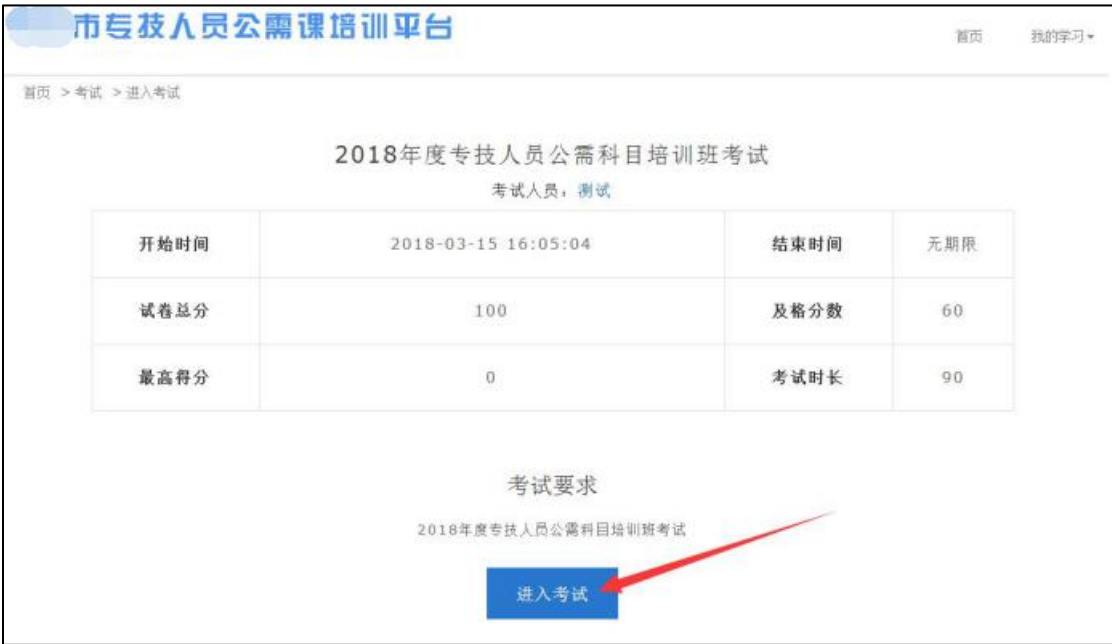 市专技人员公需课培训平台
首页 我的学习
首页 >考试 >进入考试
2018年度专技人员公需科目培训班考试
考试人员：测试
开始时间 2018-03-15 16:05:04 结束时间 无期限
试卷总分 100 及格分数 60
最高得分 0 考试时长 90
考试要求
2018年度专技人员公需科目培训班考试
进入考试